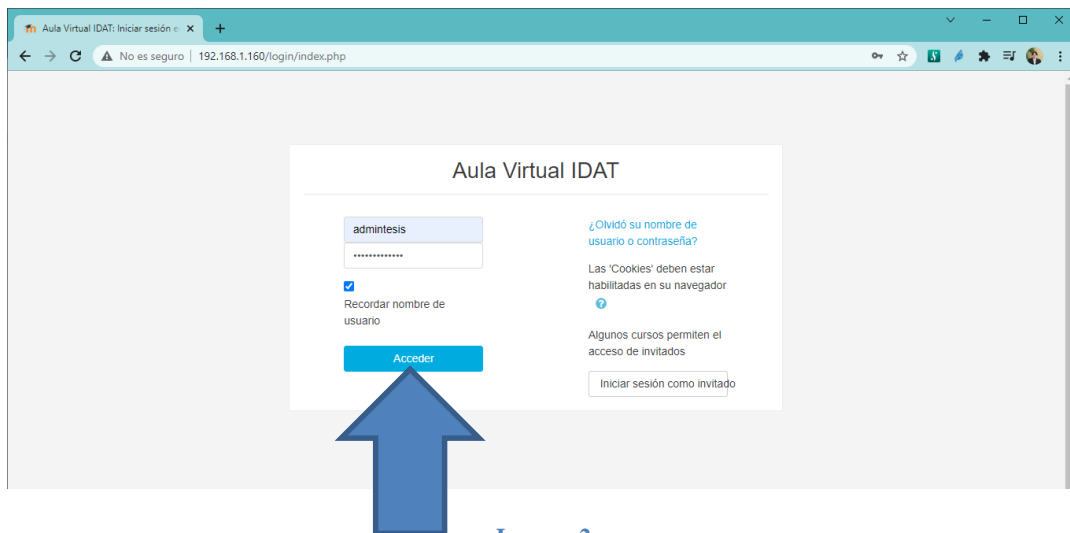 Aula Virtual IDAT: Iniciar sesión e
No es seguro | 192.168.1.160/login/index.php
Aula Virtual IDAT
admintesis
•••••••••••••
Recordar nombre de
usuario
Acceder
¿Olvidó su nombre de
usuario o contraseña?
Las 'Cookies' deben estar
habilitadas en su navegador
Algunos cursos permiten el
acceso de invitados
Iniciar sesión como invitado